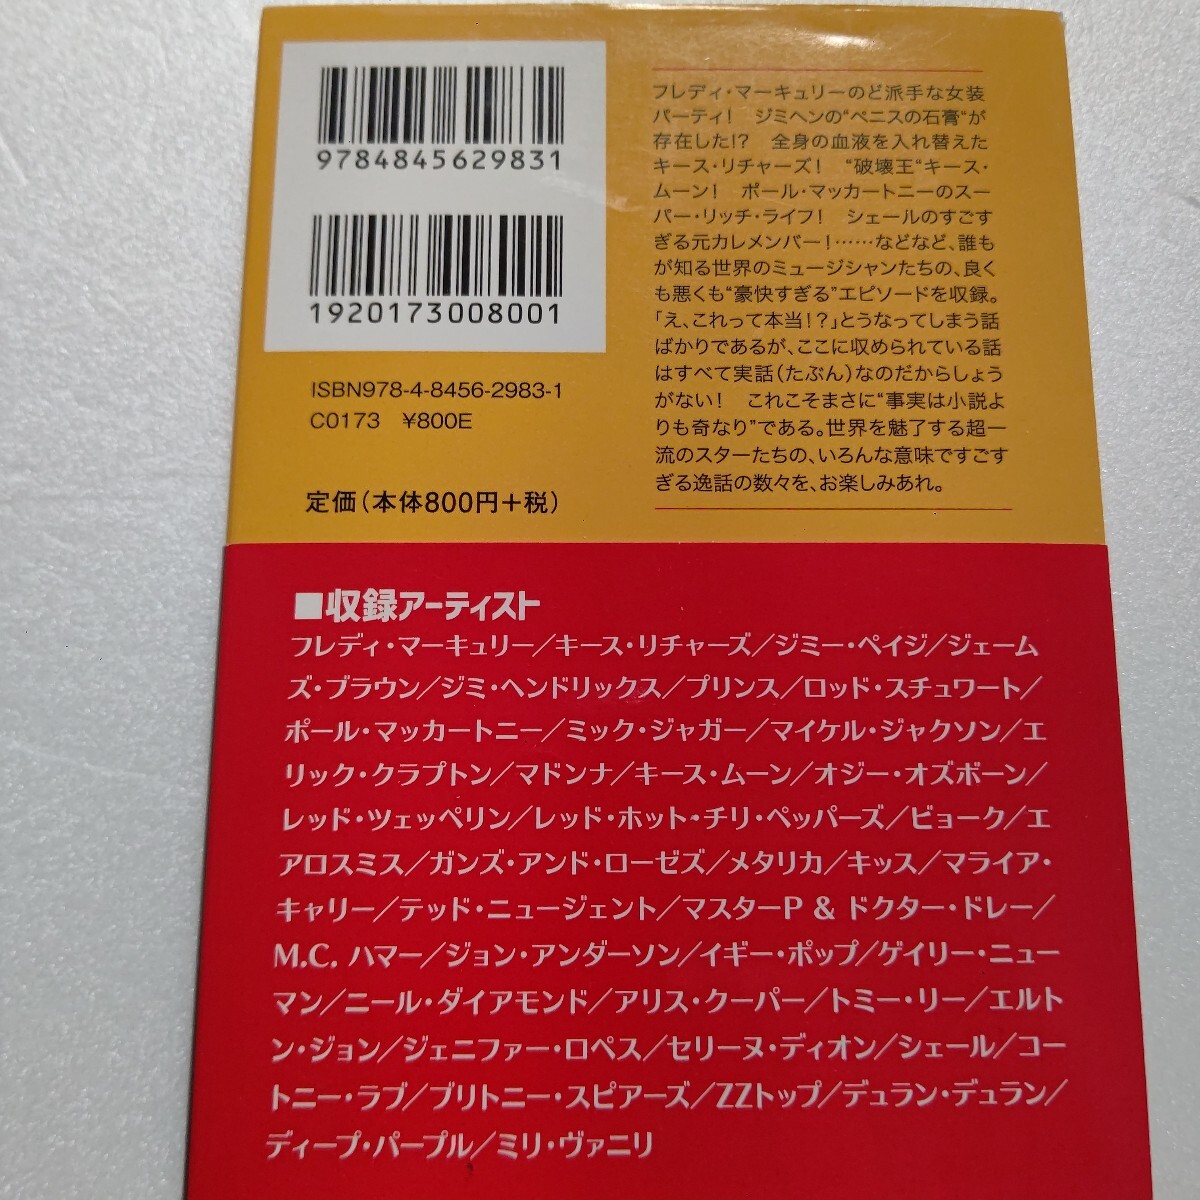 9784845629831
1920173008001
ISBN978-4-8456-2983-1
C0173 ¥800E
定価(本体800円+税)
フレディ・マーキュリーのど派手な女装
パーティ! ジミヘンの“ペニスの石膏“が
存在した!? 全身の血液を入れ替えた
キース・リチャーズ! “破壊王“キース・
ムーン! ポール・マッカートニーのスー
パー・リッチ・ライフ! シェールのすごす
ぎる元カレメンバー!……などなど、誰も
が知る世界のミュージシャンたちの、良く
も悪くも“豪快すぎる”エピソードを収録。
「え、これって本当!?」とうなってしまう話
ばかりであるが、ここに収められている話
はすべて実話(たぶん)なのだからしょう
がない! これこそまさに“事実は小説よ
りも奇なり”である。世界を魅了する超一
流のスターたちの、いろんな意味ですごす
ぎる逸話の数々を、お楽しみあれ。
■収録アーティスト
フレディ・マーキュリー/キース・リチャーズ/ジミー・ペイジ/ジェーム
ズ・ブラウン/ジミ・ヘンドリックス/プリンス/ロッド・スチュワート/
ポール・マッカートニー/ミック・ジャガー/マイケル・ジャクソン/エ
リック・クラプトン/マドンナ/キース・ムーン/オジー・オズボーン/
レッド・ツェッペリン/レッド・ホット・チリ・ペッパーズ/ビョーク/エ
アロスミス/ガンズ・アンド・ローゼズ/メタリカ/キッス/マライア・
キャリー/テッド・ニュージェント/マスターP & ドクター・ドレー/
M.C. ハマー/ジョン・アンダーソン/イギー・ポップ/ゲイリー・ニュー
マン/ニール・ダイアモンド/アリス・クーパー/トミー・リー/エルト
ン・ジョン/ジェニファー・ロペス/セリーヌ・ディオン/シェール/コー
トニー・ラブ/ブリトニー・スピアーズ/ZZトップ/デュラン・デュラン/
ディープ・パープル/ミリ・ヴァニリ